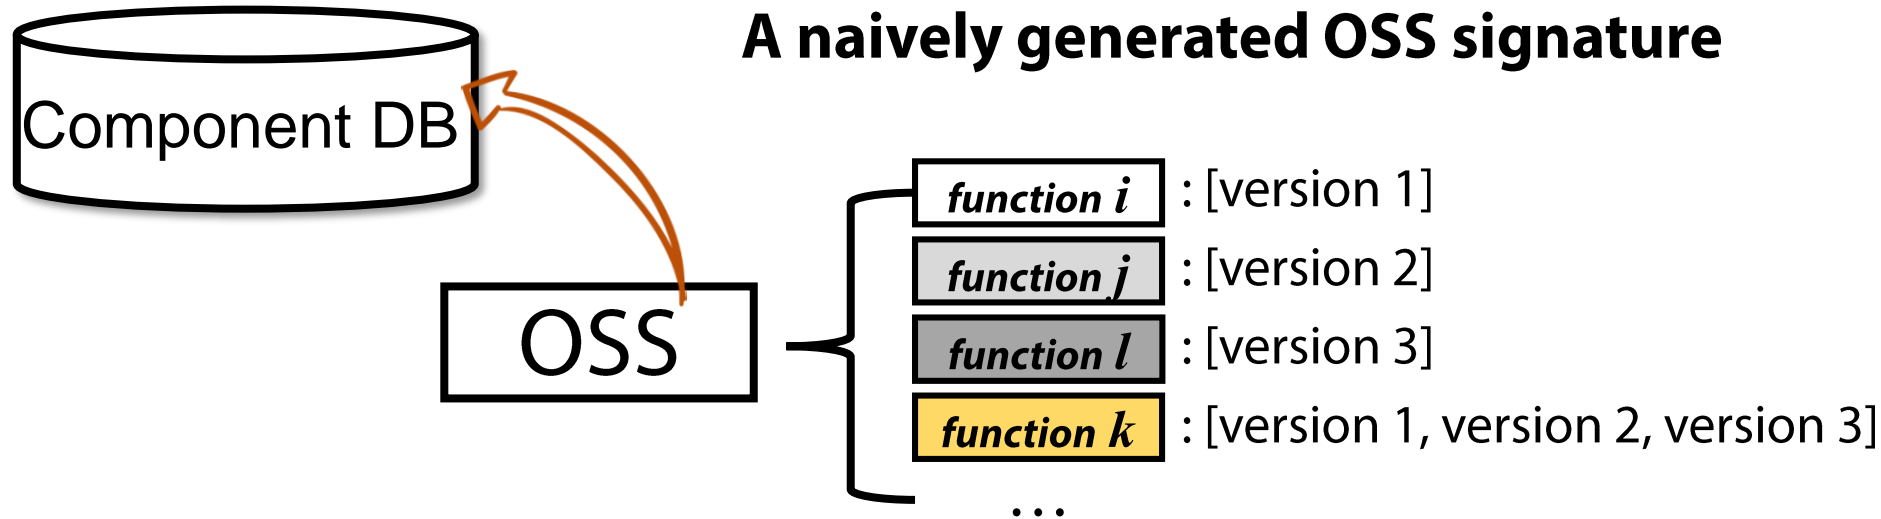 A naively generated OSS signature
Component DB
OSS
function i : [version 1]
function j : [version 2]
function l : [version 3]
function k : [version 1, version 2, version 3]
...